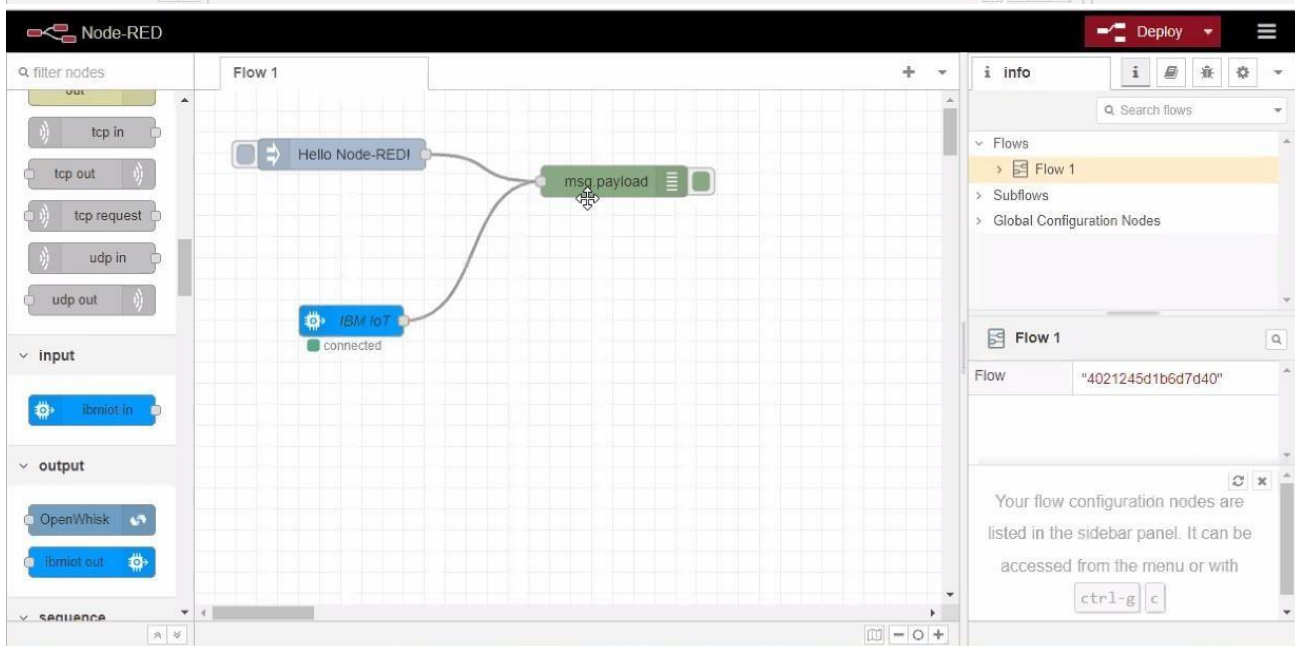 Node-RED
Deploy
filter nodes
Flow 1
i info
i
Search flows
out
tcp in
Hello Node-RED!
Flows
msg.payload
Flow 1
tcp out
Subflows
tcp request
Global Configuration Nodes
udp in
udp out
IBM IoT
connected
Flow 1
input
Flow
"4021245d1b6d7d40"
ibmiot in
output
Your flow configuration nodes are
listed in the sidebar panel. It can be
accessed from the menu or with
ctrl-g c
OpenWhisk
ibmiot out
sequence